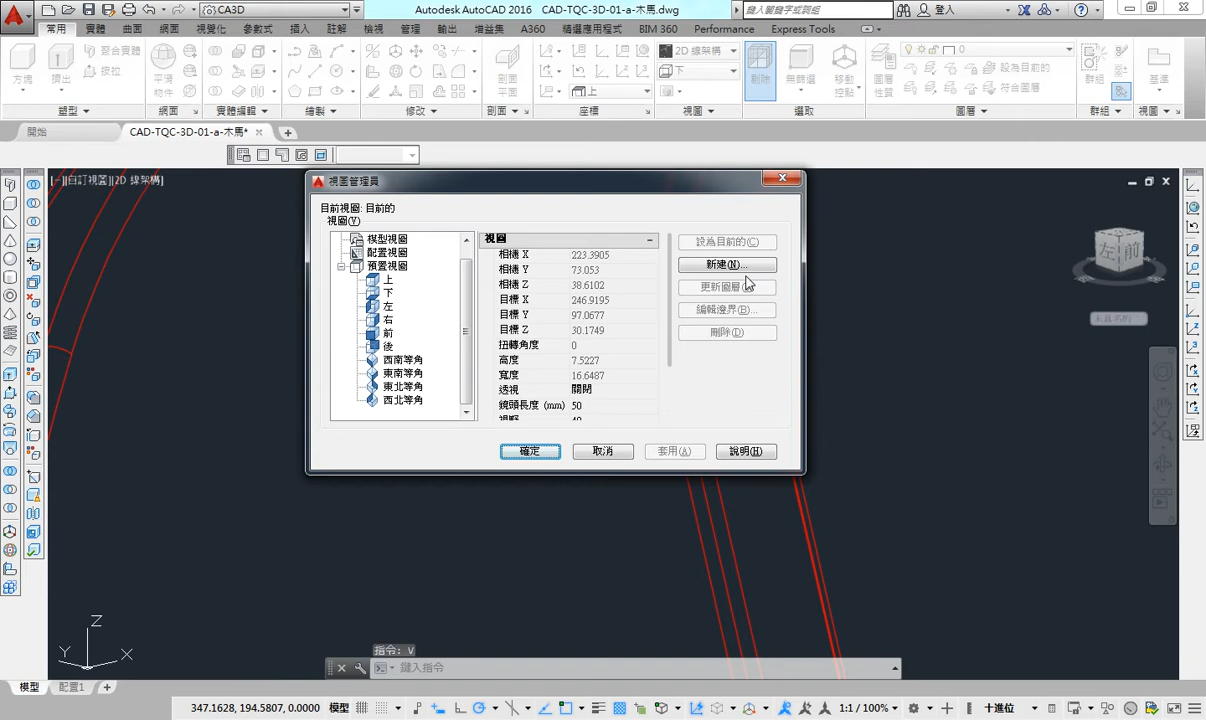 CA3D
Autodesk AutoCAD 2016 CAD-TQC-3D-01-a-木馬.dwg
鍵入關鍵字或片語
登入
常用 實體 曲面 網面 視覺化 參數式 插入 註解 檢視 管理 輸出 增益集 A360 精選應用程式 BIM 360 Performance Express Tools
方塊 擠出 聚合實體 按拉
平滑物件
剖面平面
2D 線架構
下
上
剔除
無篩選
移動控點
圖層性質
0
設為目前的
符合圖層
群組
基準
塑型 網面 實體編輯 繪製 修改 剖面 座標 視圖 選取 圖層 群組 視圖
開始 CAD-TQC-3D-01-a-木馬* ×
[−][自訂視圖][2D 線架構]
視圖管理員
目前視圖: 目前的
視圖(V)
模型視圖
配置視圖
預置視圖
上
下
左
右
前
後
西南等角
東南等角
東北等角
西北等角
視圖
相機 X 223.3905
相機 Y 73.053
相機 Z 38.6102
目標 X 246.9195
目標 Y 97.0677
目標 Z 30.1749
扭轉角度 0
高度 7.5227
寬度 16.6487
透視 關閉
鏡頭長度 (mm) 50
設為目前的(C)
新建(N)...
更新圖層(L)
編輯邊界(B)...
刪除(D)
確定 取消 套用(A) 說明(H)
左 前
Z
Y X
指令: V
鍵入指令
模型 配置1
347.1628, 194.5807, 0.0000 模型 1:1 / 100% 十進位